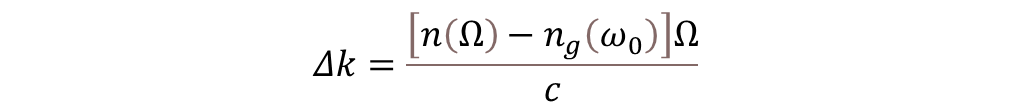 Δk = [n(Ω) − n_g(ω_0)]Ω / c